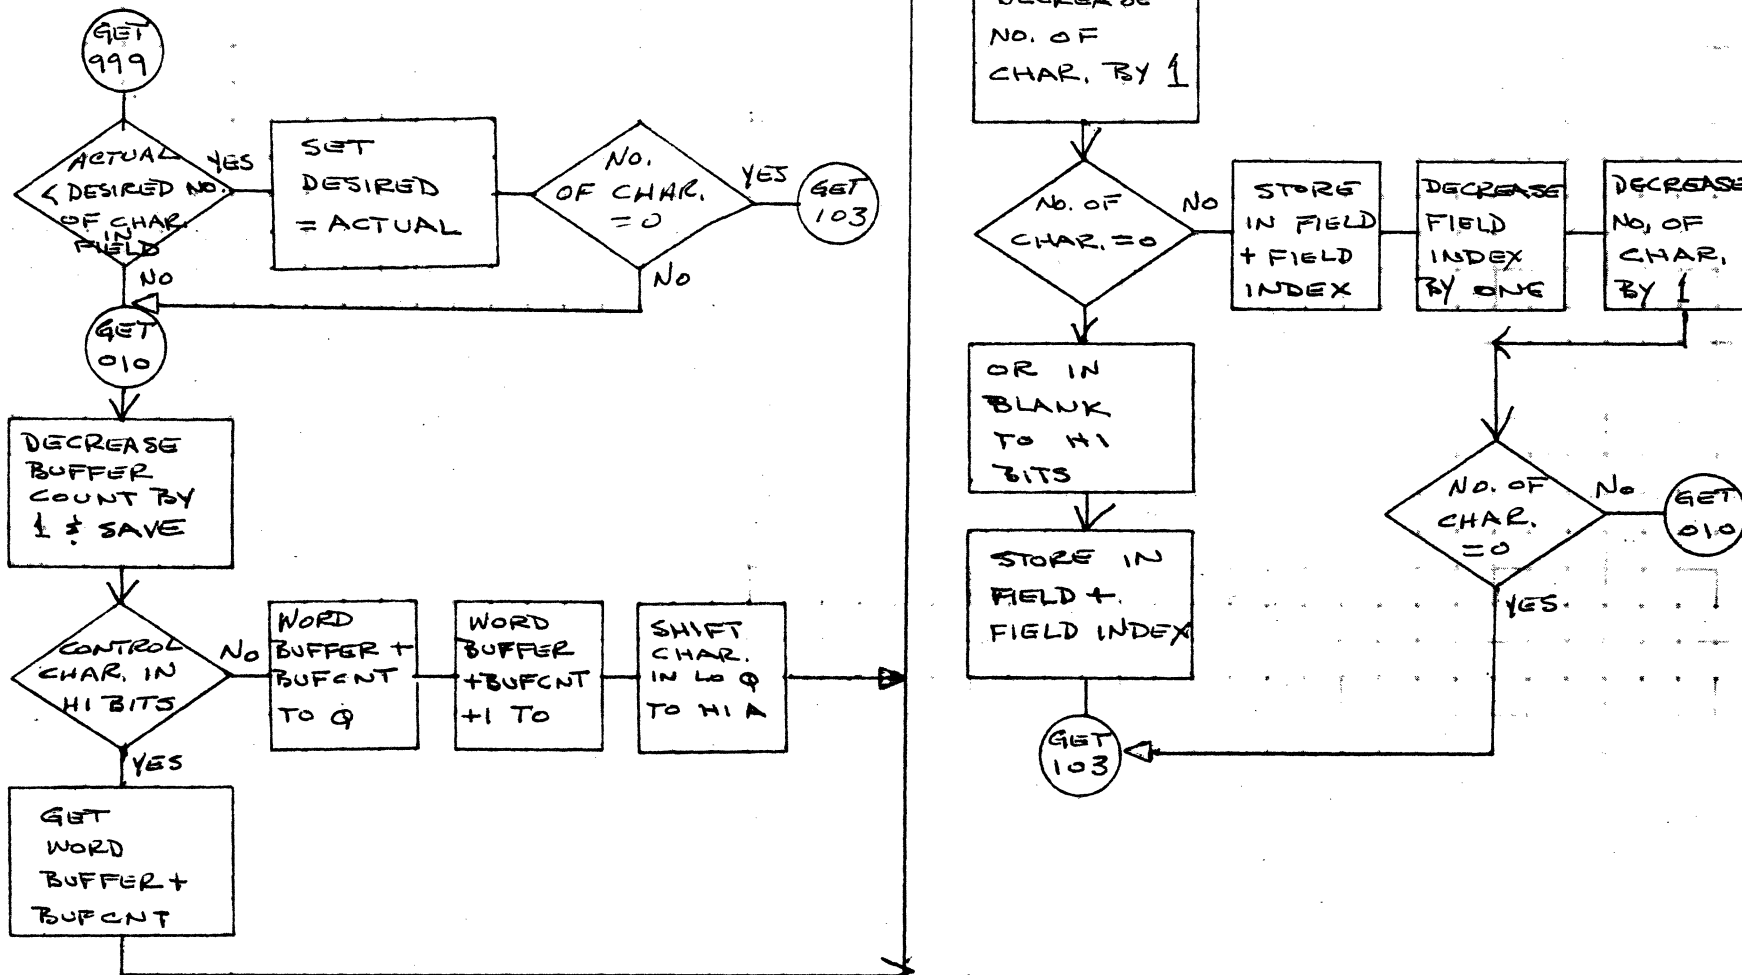 GET
999
ACTUAL
< DESIRED NO.
OF CHAR.
IN
FIELD
YES
NO
SET
DESIRED
= ACTUAL
NO.
OF CHAR.
= 0
YES
NO
GET
103
GET
010
DECREASE
BUFFER
COUNT BY
1 & SAVE
CONTROL
CHAR. IN
HI BITS
NO
YES
WORD
BUFFER +
BUFCNT
TO Q
WORD
BUFFER
+BUFCNT
+1 TO
SHIFT
CHAR.
IN LO Q
TO HI A
GET
WORD
BUFFER +
BUFCNT
DECREASE
NO. OF
CHAR. BY 1
NO. OF
CHAR. = 0
NO
STORE
IN FIELD
+ FIELD
INDEX
DECREASE
FIELD
INDEX
BY ONE
DECREASE
NO. OF
CHAR.
BY 1
OR IN
BLANK
TO HI
BITS
STORE IN
FIELD +
FIELD INDEX
GET
103
NO. OF
CHAR.
= 0
NO
YES
GET
010